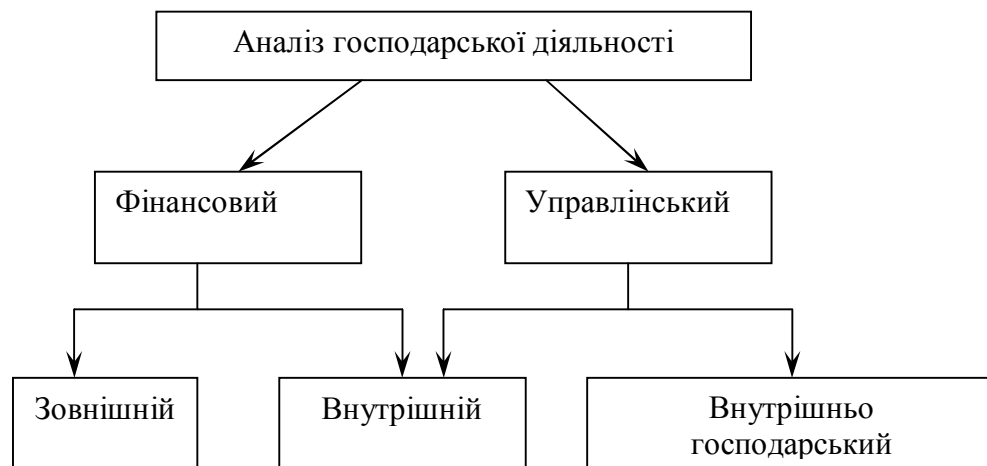 Аналіз господарської діяльності
Фінансовий
Управлінський
Зовнішній
Внутрішній
Внутрішньо
господарський